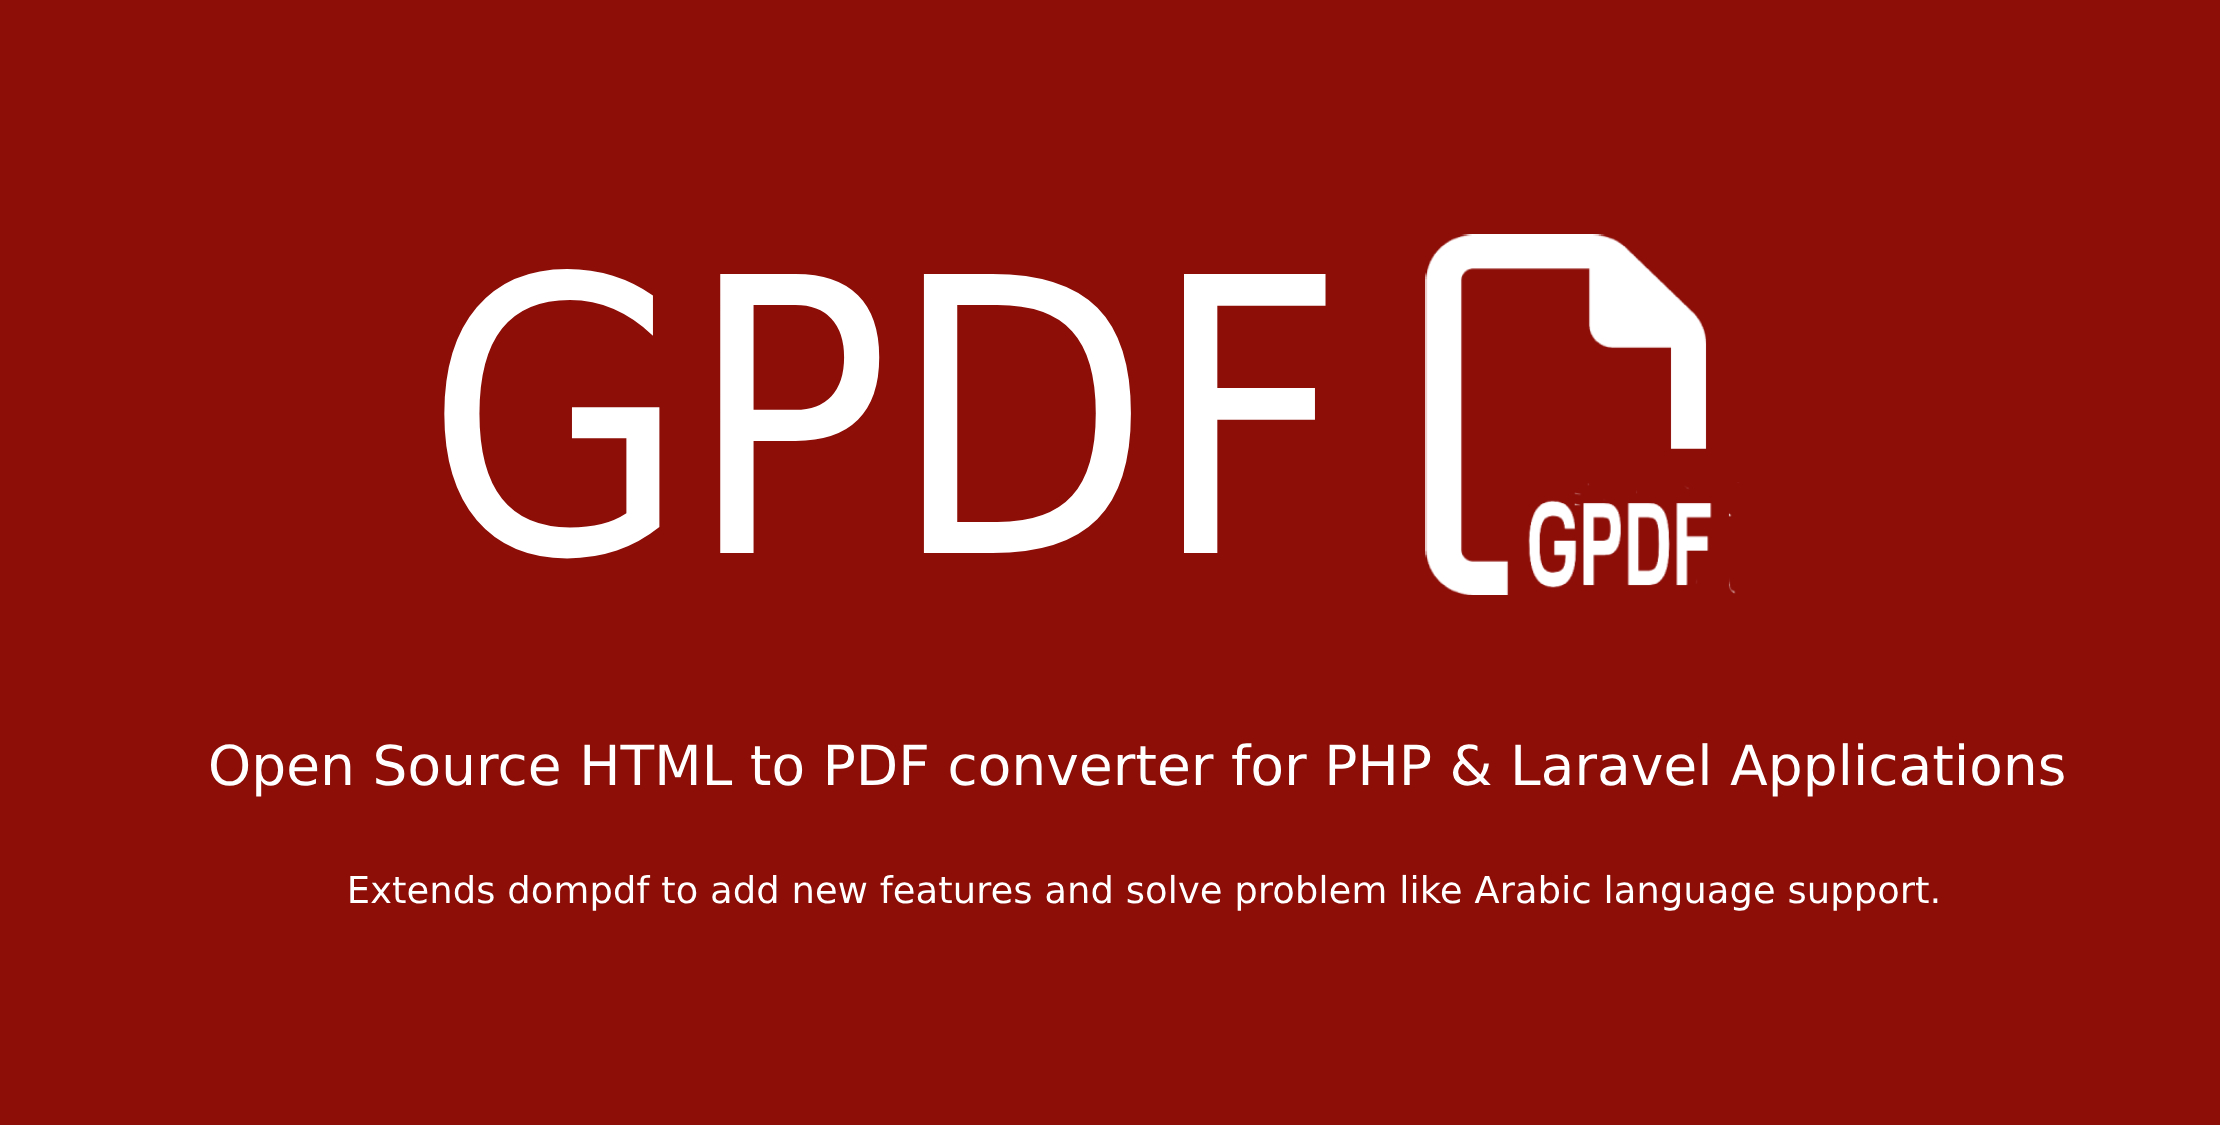 GPDF
GPDF
Open Source HTML to PDF converter for PHP & Laravel Applications
Extends dompdf to add new features and solve problem like Arabic language support.